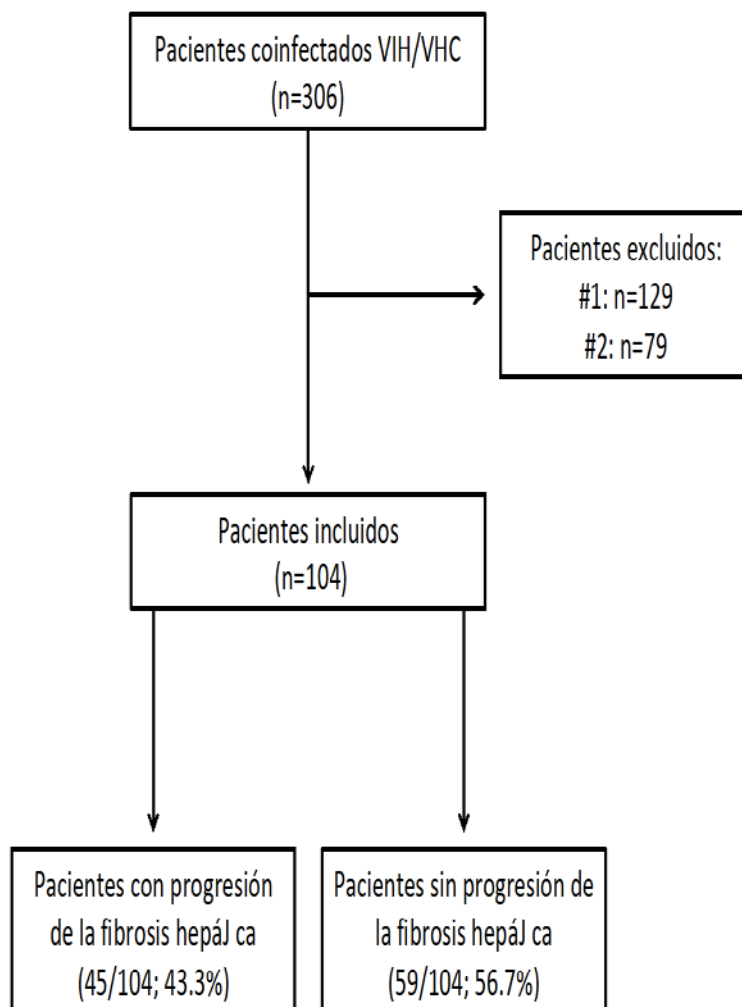 Pacientes coinfectados VIH/VHC
(n=306)
Pacientes excluidos:
#1: n=129
#2: n=79
Pacientes incluidos
(n=104)
Pacientes con progresión
de la fibrosis hepáJ ca
(45/104; 43.3%)
Pacientes sin progresión de
la fibrosis hepáJ ca
(59/104; 56.7%)